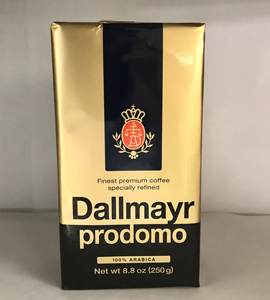 Finest premium coffee
specially refined
Dallmayr
prodomo
100% ARABICA
Net wt 8.8 oz (250g)